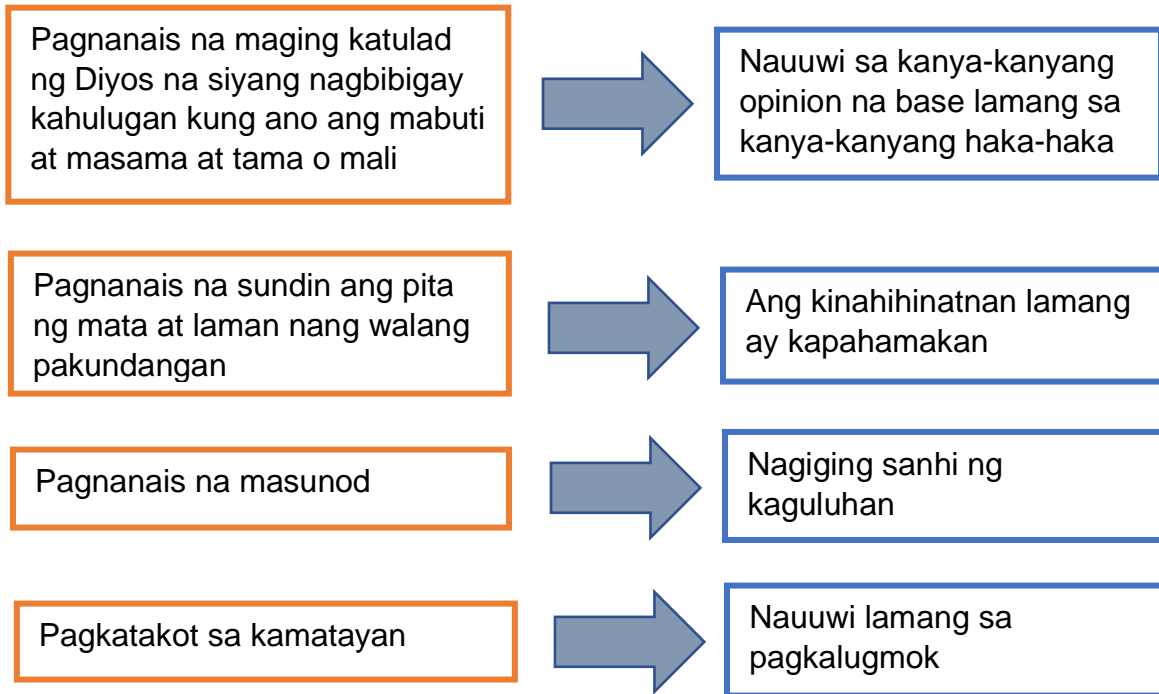 Pagnanais na maging katulad
ng Diyos na siyang nagbibigay
kahulugan kung ano ang mabuti
at masama at tama o mali
Nauuwi sa kanya-kanyang
opinion na base lamang sa
kanya-kanyang haka-haka
Pagnanais na sundin ang pita
ng mata at laman nang walang
pakundangan
Ang kinahihinatnan lamang
ay kapahamakan
Pagnanais na masunod
Nagiging sanhi ng
kaguluhan
Pagkatakot sa kamatayan
Nauuwi lamang sa
pagkalugmok